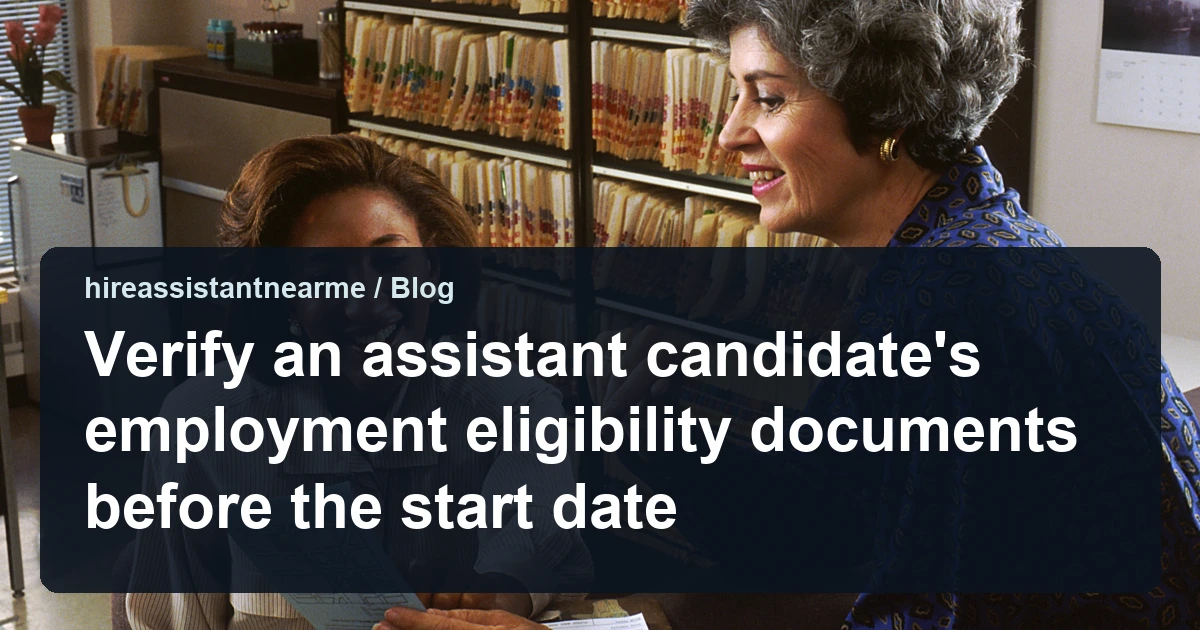 hireassistantnearme / Blog
Verify an assistant candidate's
employment eligibility documents
before the start date